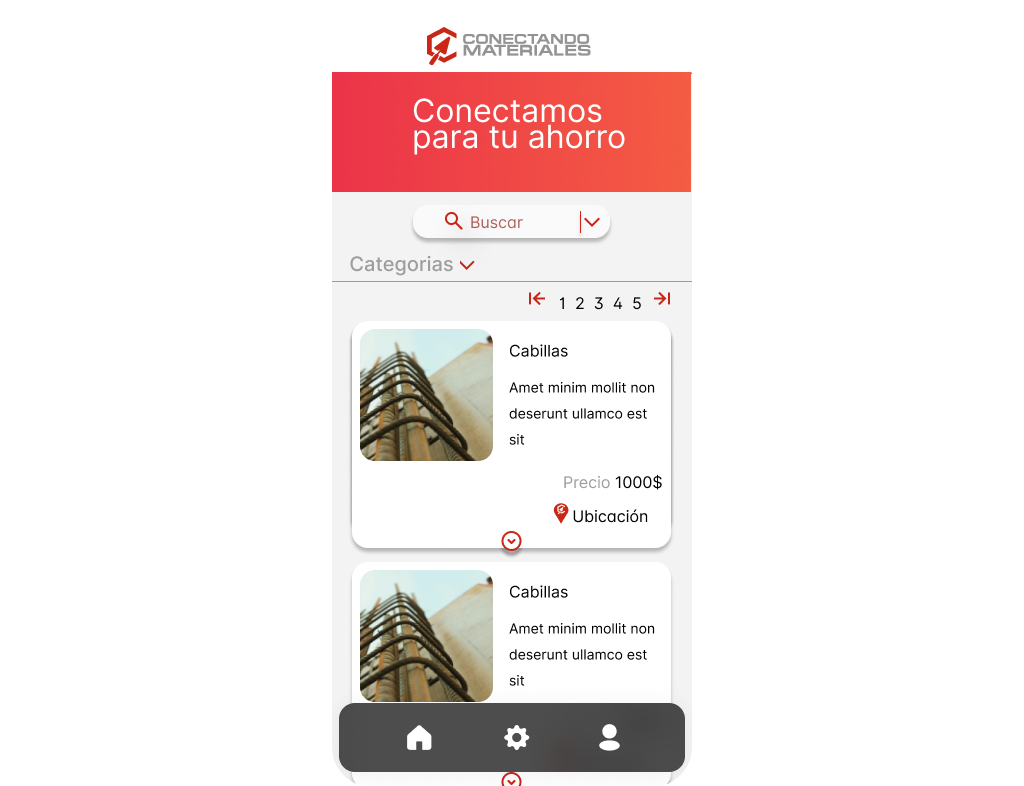 CONECTANDO
MATERIALES
Conectamos
para tu ahorro
Buscar
Categorias
1 2 3 4 5
Cabillas
Amet minim mollit non
deserunt ullamco est
sit
Precio 1000$
Ubicación
Cabillas
Amet minim mollit non
deserunt ullamco est
sit